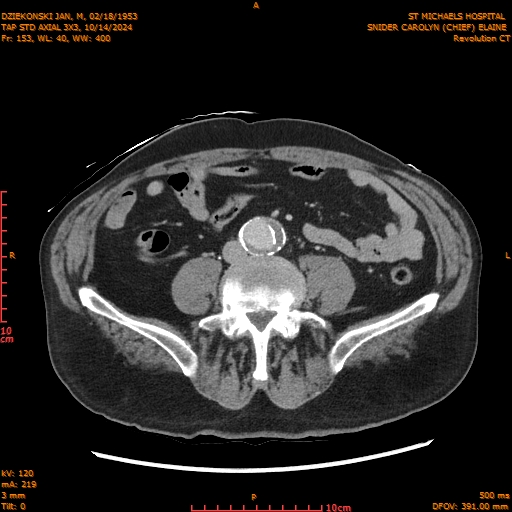 A
DZIEKONSKI JAN, M, 02/18/1953
ST MICHAELS HOSPITAL
TAP STD AXIAL 3X3, 10/14/2024
SNIDER CAROLYN (CHIEF) ELAINE
Fr: 153, WL: 40, WW: 400
Revolution CT
R
L
10
cm
kV: 120
mA: 219
3 mm
Tilt: 0
P
10cm
500 ms
DFOV: 391.00 mm